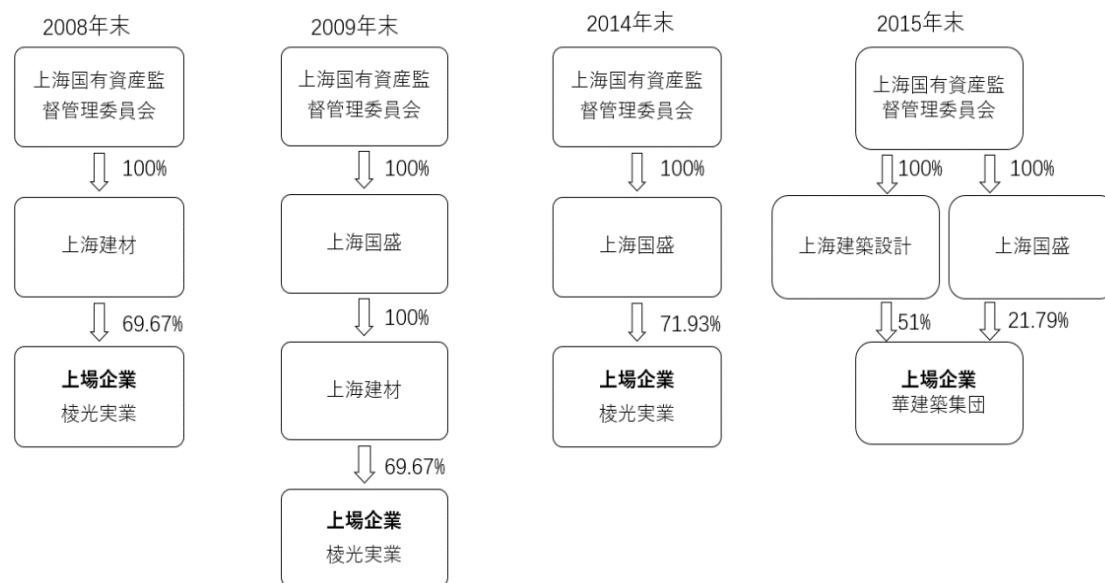 2008年末
上海国有資産監
督管理委員会
100%
上海建材
69.67%
上場企業
棱光実業
2009年末
上海国有資産監
督管理委員会
100%
上海国盛
100%
上海建材
69.67%
上場企業
棱光実業
2014年末
上海国有資産監
督管理委員会
100%
上海国盛
71.93%
上場企業
棱光実業
2015年末
上海国有資産監
督管理委員会
100%
100%
上海建築設計
上海国盛
51%
21.79%
上場企業
華建築集団